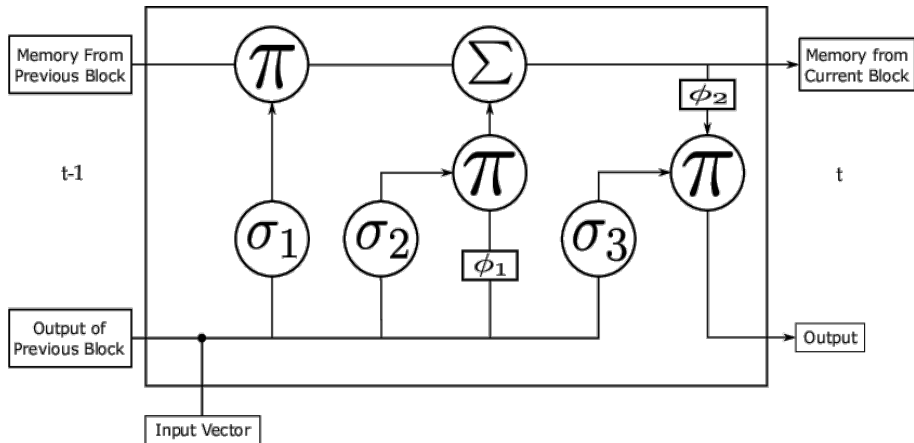 Memory From
Previous Block
π
Σ
Memory from
Current Block
ϕ2
t-1
π
π
t
σ1
σ2
σ3
ϕ1
Output of
Previous Block
Output
Input Vector